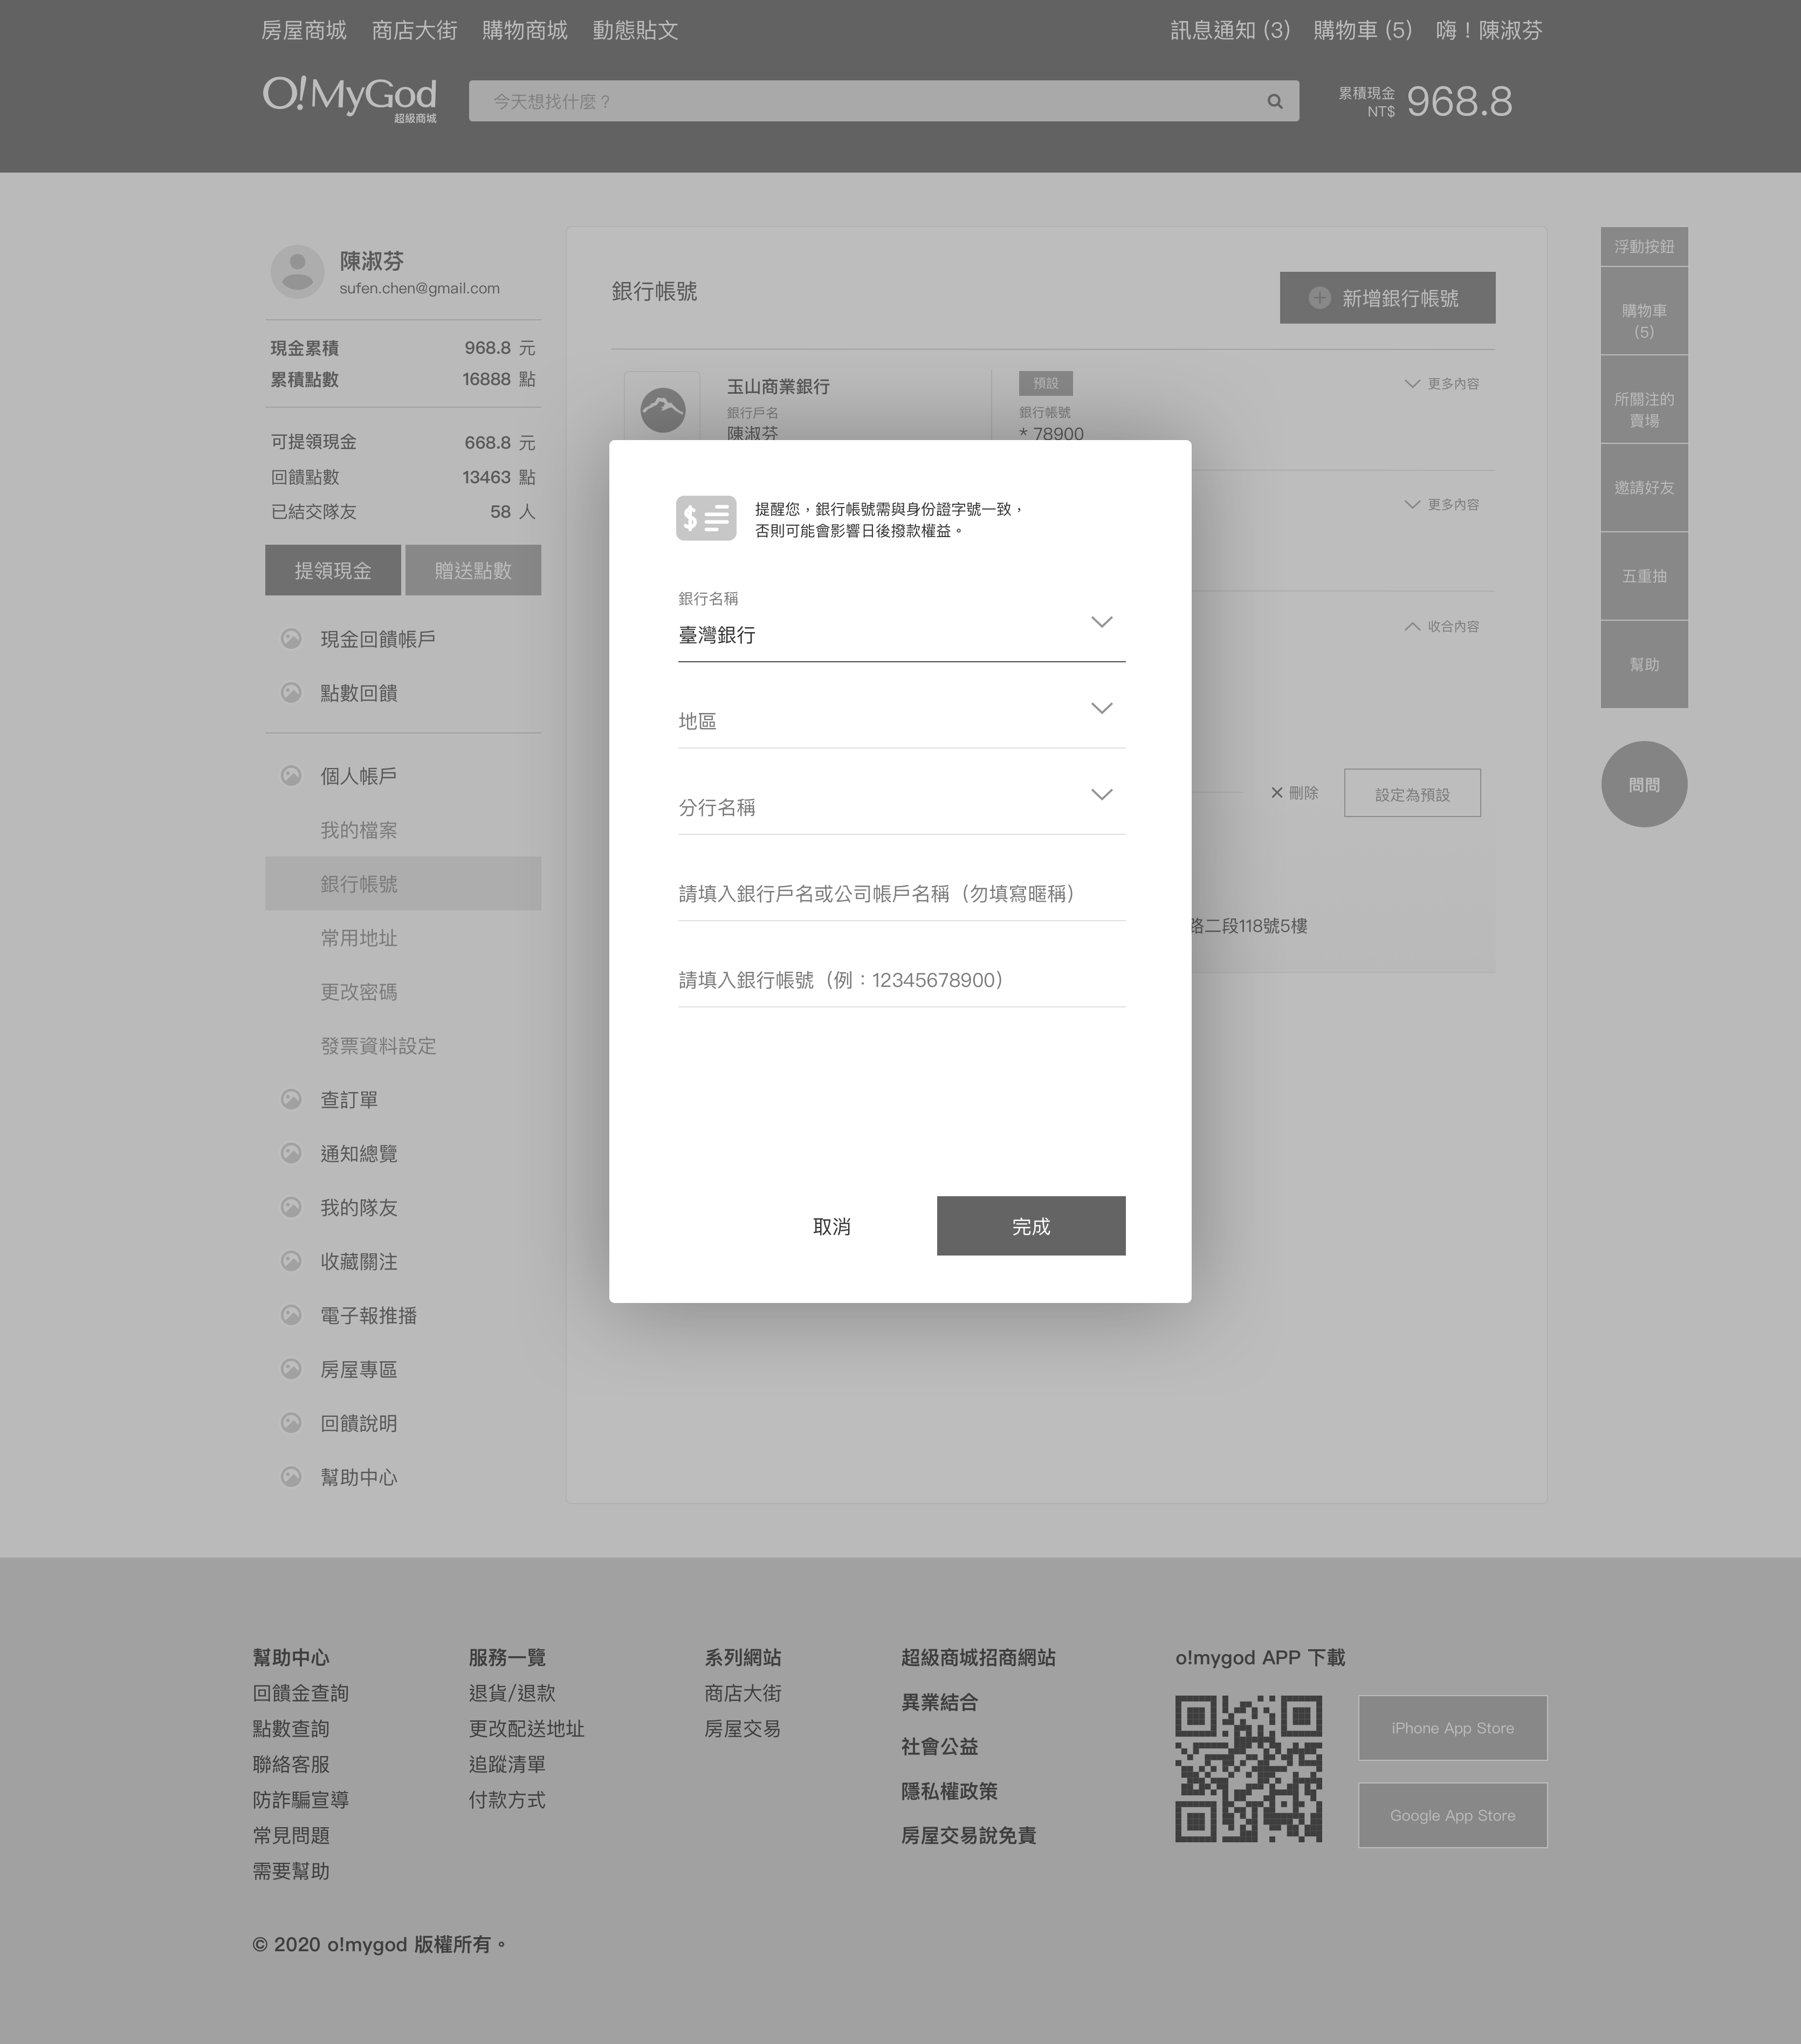 房屋商城 商店大街 購物商城 動態貼文 訊息通知 (3) 購物車 (5) 嗨！陳淑芬
O!MyGod
超級商城
今天想找什麼？
累積現金
NT$
968.8
陳淑芬
sufen.chen@gmail.com
現金累積 968.8 元
累積點數 16888 點
可提領現金 668.8 元
回饋點數 13463 點
已結交隊友 58 人
提領現金 贈送點數
現金回饋帳戶
點數回饋
個人帳戶
我的檔案
銀行帳號
常用地址
更改密碼
發票資料設定
查訂單
通知總覽
我的隊友
收藏關注
電子報推播
房屋專區
回饋說明
幫助中心
銀行帳號
新增銀行帳號
玉山商業銀行
銀行戶名
陳淑芬
預設
銀行帳號
* 78900
更多內容
更多內容
收合內容
刪除
設定為預設
路二段118號5樓
提醒您，銀行帳號需與身份證字號一致，
否則可能會影響日後撥款權益。
銀行名稱
臺灣銀行
地區
分行名稱
請填入銀行戶名或公司帳戶名稱（勿填寫暱稱）
請填入銀行帳號（例：12345678900）
取消 完成
浮動按鈕
購物車
(5)
所關注的
賣場
邀請好友
五重抽
幫助
問問
幫助中心
回饋金查詢
點數查詢
聯絡客服
防詐騙宣導
常見問題
需要幫助
服務一覽
退貨/退款
更改配送地址
追蹤清單
付款方式
系列網站
商店大街
房屋交易
超級商城招商網站
異業結合
社會公益
隱私權政策
房屋交易說免責
o!mygod APP 下載
iPhone App Store
Google App Store
© 2020 o!mygod 版權所有。